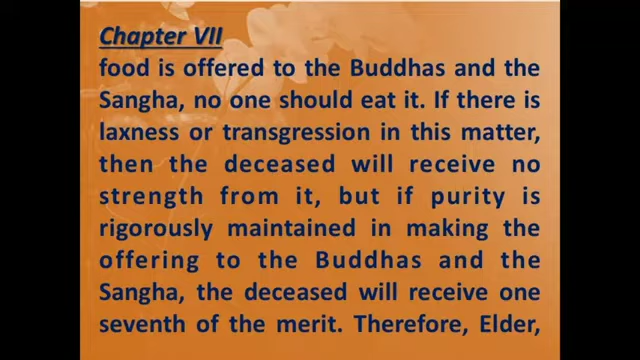 Chapter VII
food is offered to the Buddhas and the
Sangha, no one should eat it. If there is
laxness or transgression in this matter,
then the deceased will receive no
strength from it, but if purity is
rigorously maintained in making the
offering to the Buddhas and the
Sangha, the deceased will receive one
seventh of the merit. Therefore, Elder,